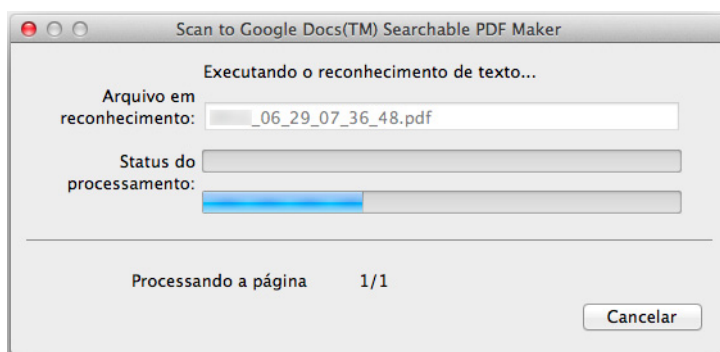 Scan to Google Docs(TM) Searchable PDF Maker
Executando o reconhecimento de texto...
Arquivo em
reconhecimento:
_06_29_07_36_48.pdf
Status do
processamento:
Processando a página 1/1
Cancelar